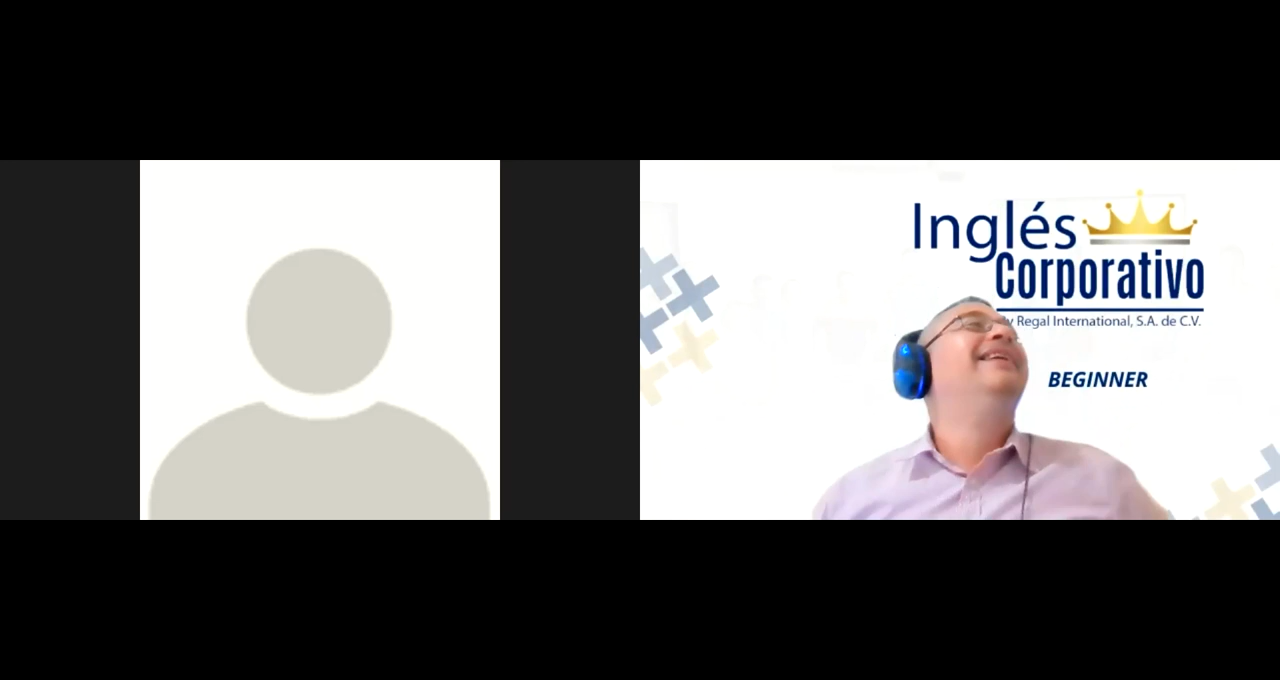 Inglés
Corporativo
Regal International, S.A. de C.V.
BEGINNER